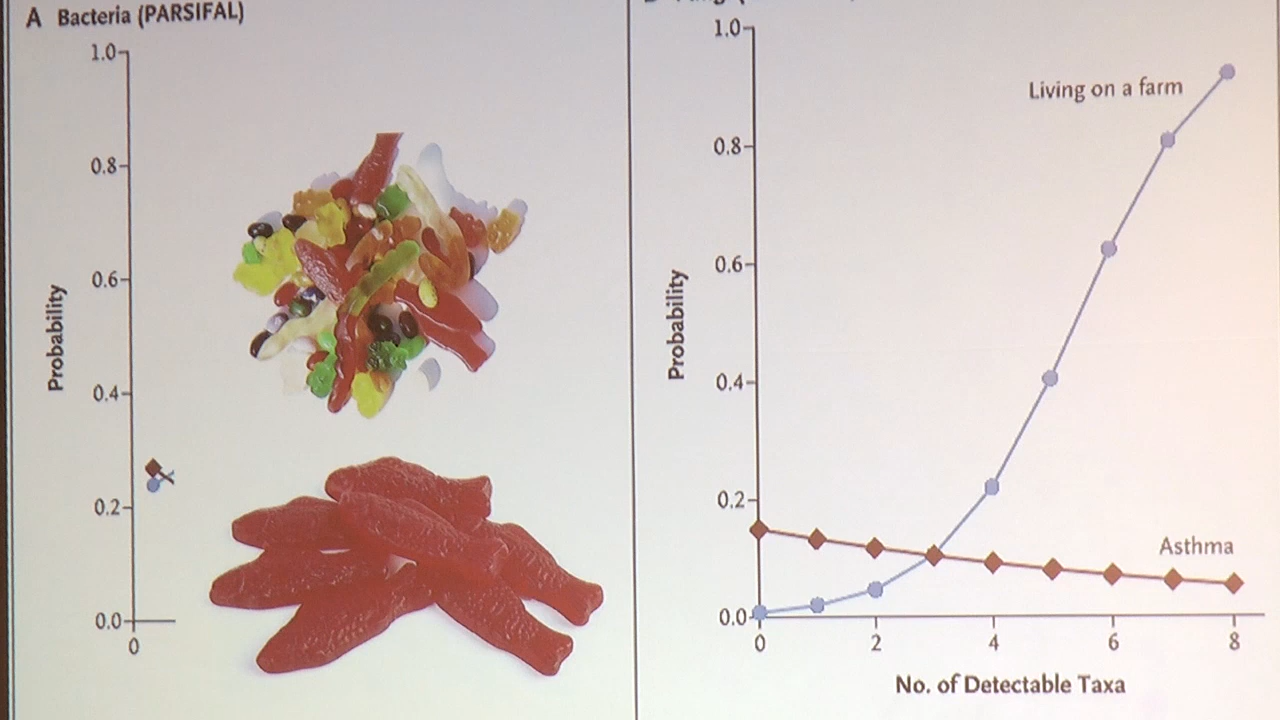 A Bacteria (PARSIFAL)
1.0
0.8
0.6
0.4
0.2
0.0
0
Probability
1.0
0.8
0.6
0.4
0.2
0.0
0 2 4 6 8
Probability
Living on a farm
Asthma
No. of Detectable Taxa